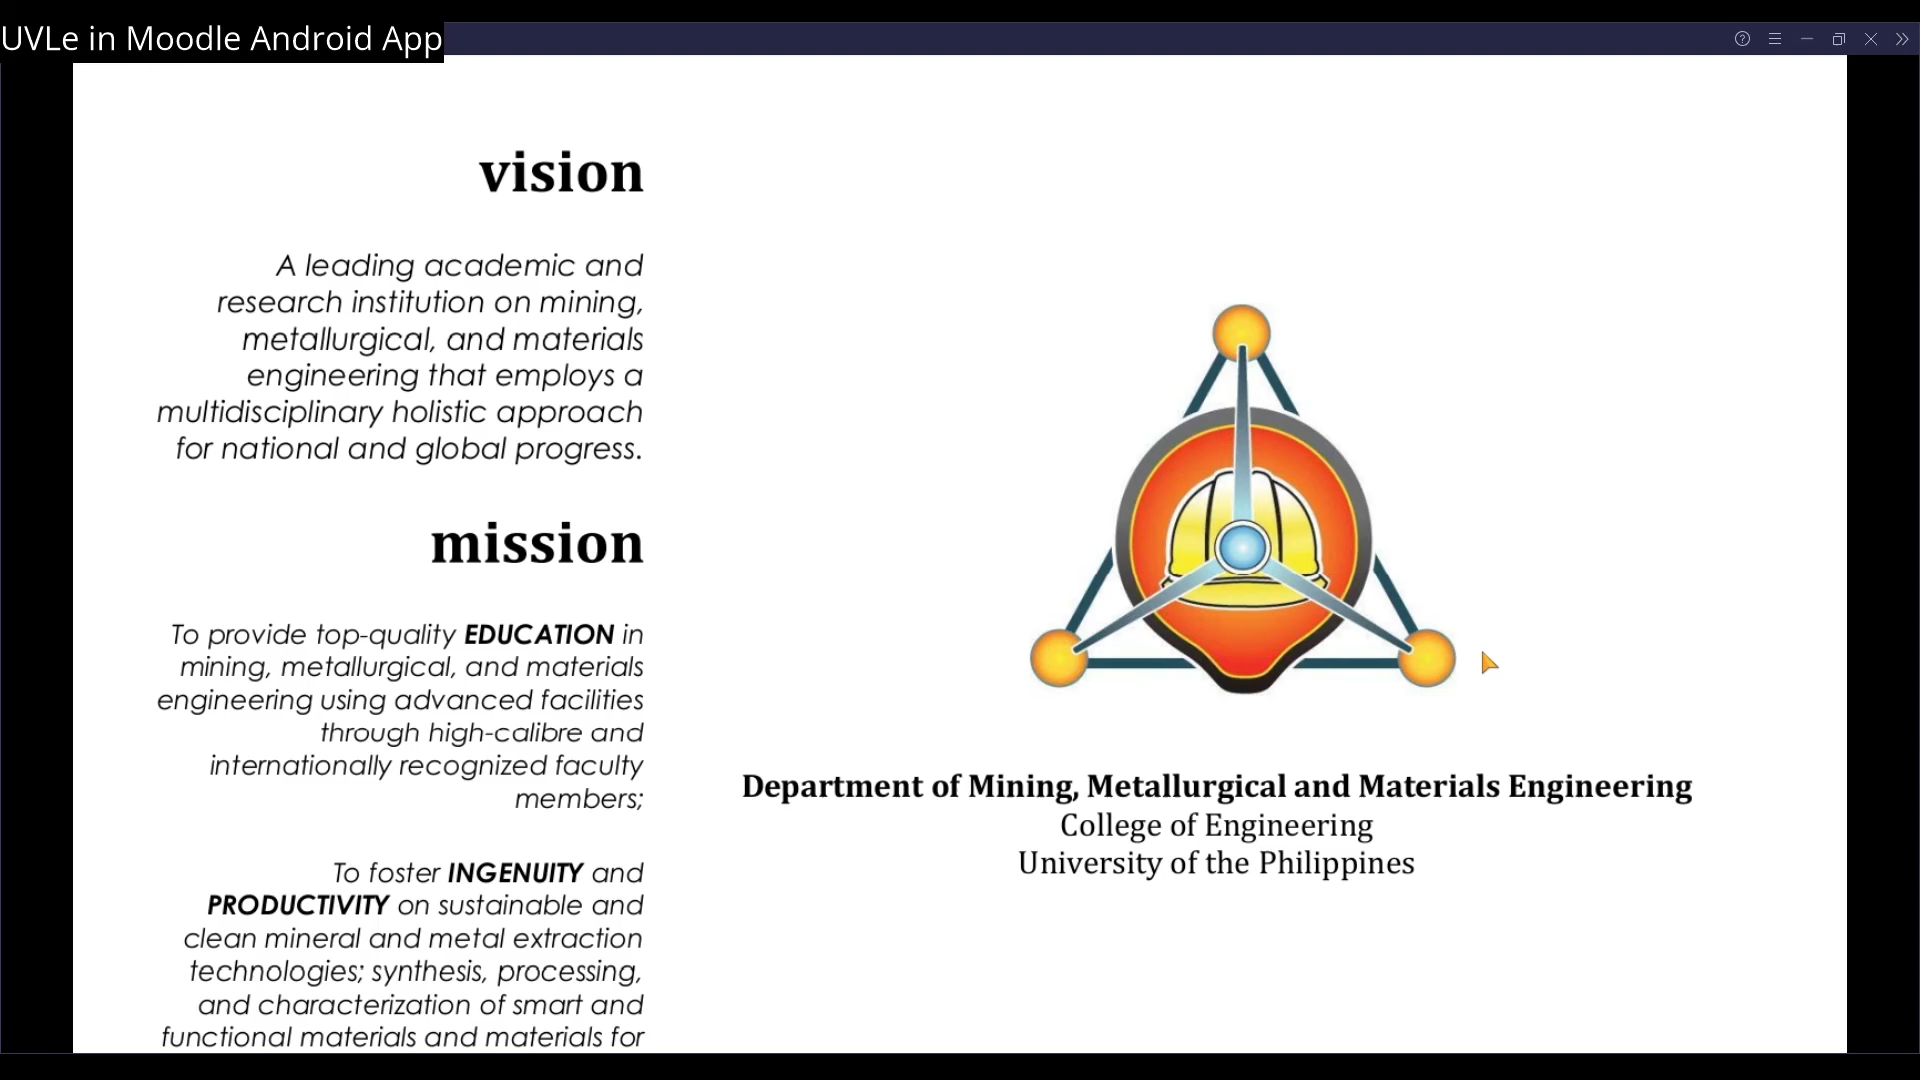 UVLe in Moodle Android App
vision
A leading academic and
research institution on mining,
metallurgical, and materials
engineering that employs a
multidisciplinary holistic approach
for national and global progress.
mission
To provide top-quality EDUCATION in
mining, metallurgical, and materials
engineering using advanced facilities
through high-calibre and
internationally recognized faculty
members;
To foster INGENUITY and
PRODUCTIVITY on sustainable and
clean mineral and metal extraction
technologies; synthesis, processing,
and characterization of smart and
functional materials and materials for
Department of Mining, Metallurgical and Materials Engineering
College of Engineering
University of the Philippines